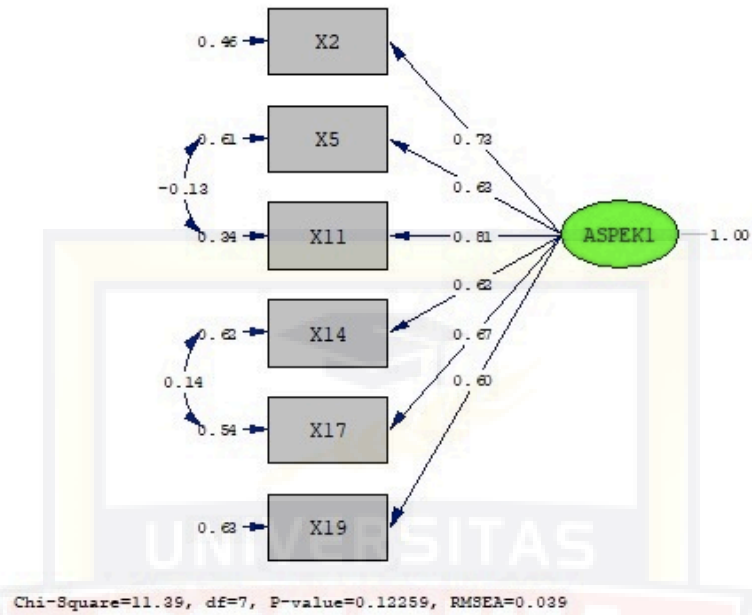 0.46 X2
0.73
0.61 X5
0.63
-0.13
0.34 X11 0.81 ASPEK1 1.00
0.62
0.62 X14 0.67
0.14 0.60
0.54 X17
0.63 X19
UNIVERSITAS
Chi-Square=11.39, df=7, P-value=0.12259, RMSEA=0.039